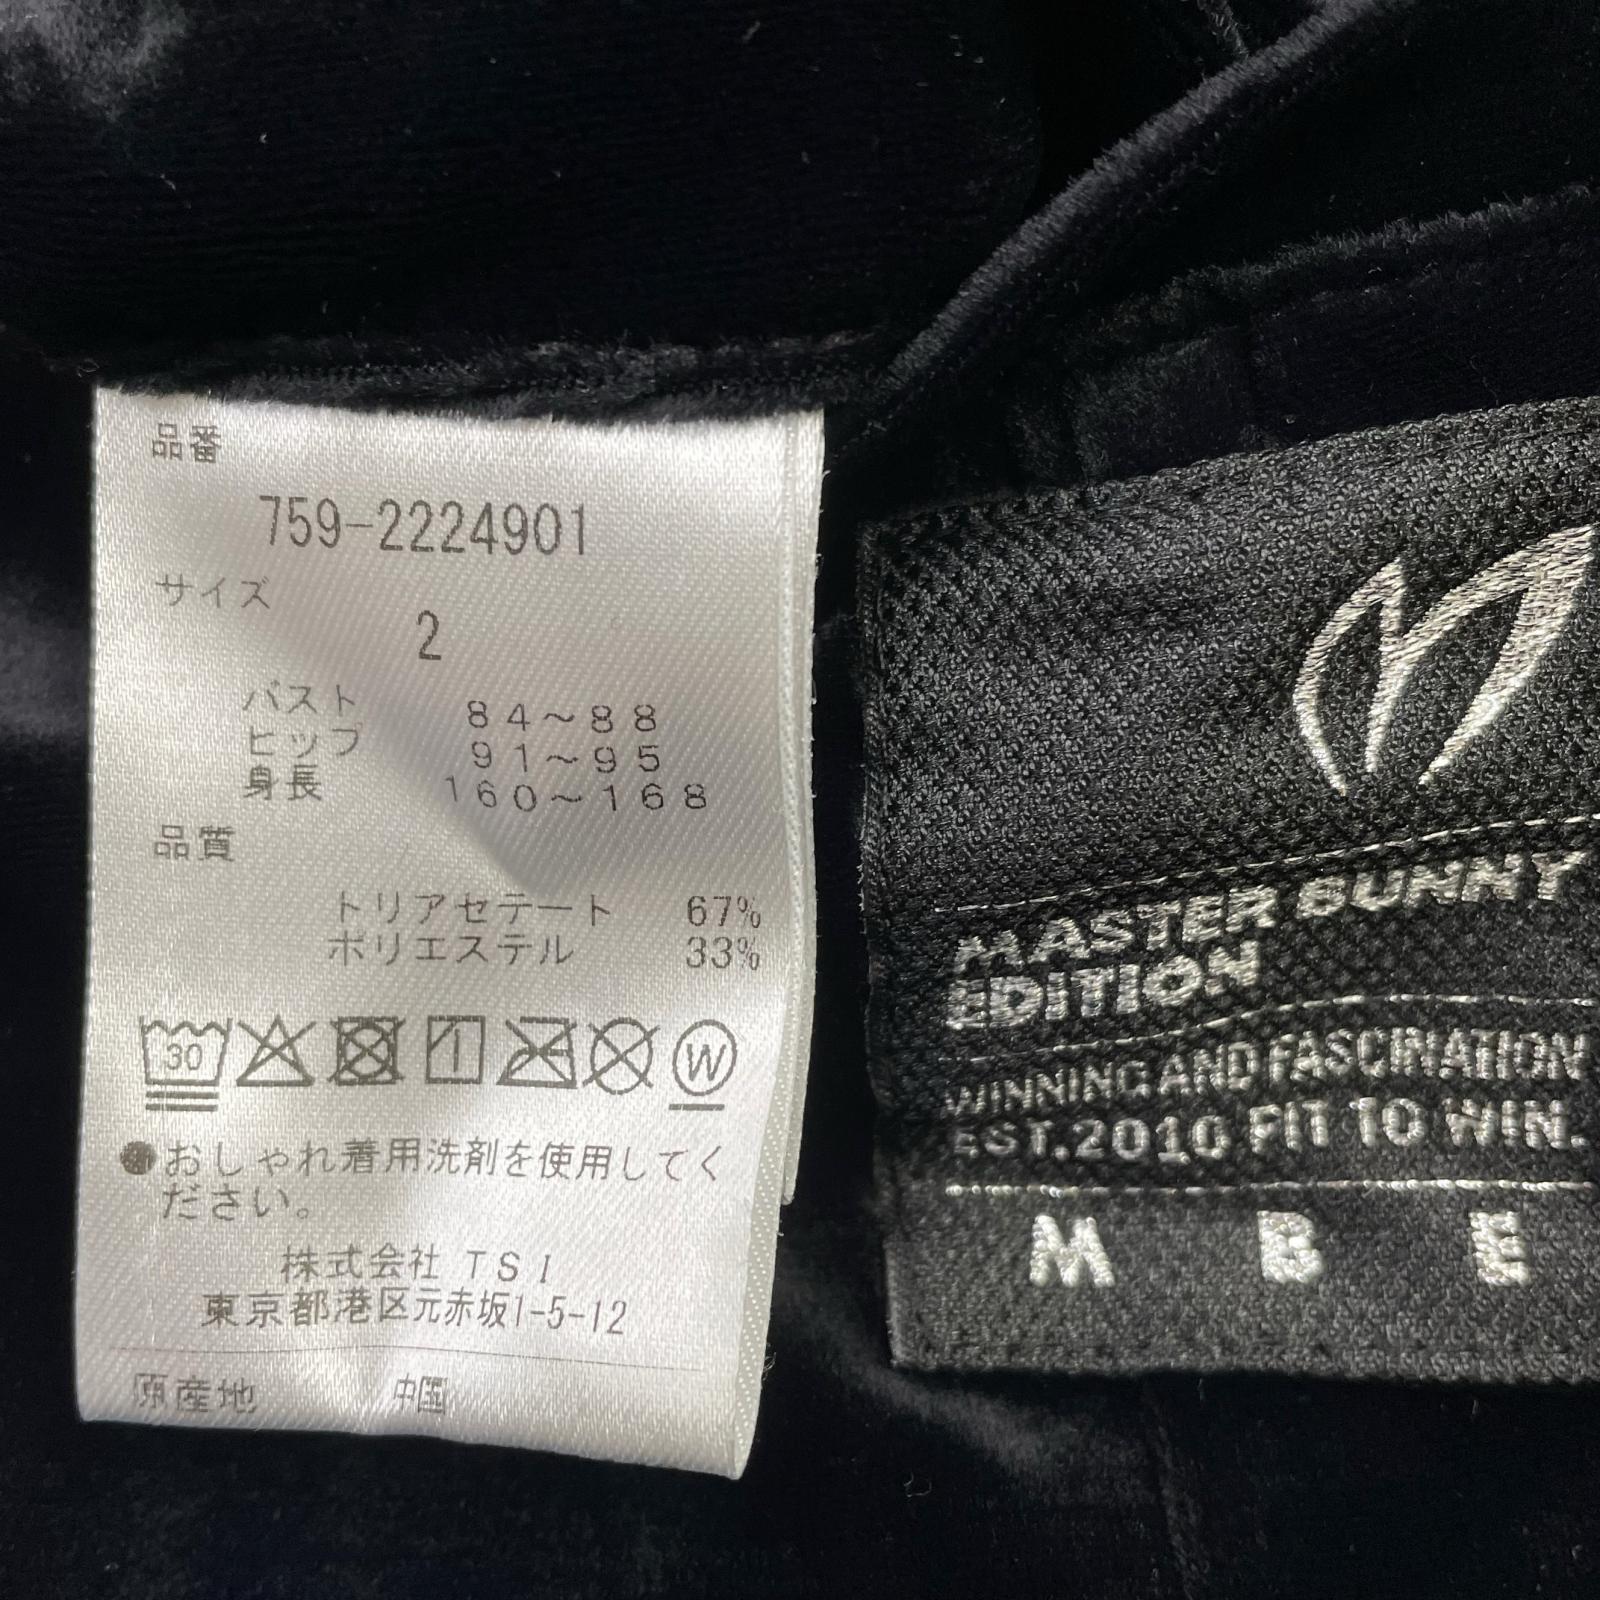 品番
759-2224901
サイズ
2
バスト 84～88
ヒップ 91～95
身長 160～168
品質
トリアセテート 67%
ポリエステル 33%
30 W
●おしゃれ着用洗剤を使用してく
ださい。
株式会社 TSI
東京都港区元赤坂1-5-12
原産地 中国
MASTER BUNNY
EDITION
WINNING AND FASCINATION
EST.2010 FIT TO WIN.
M B E